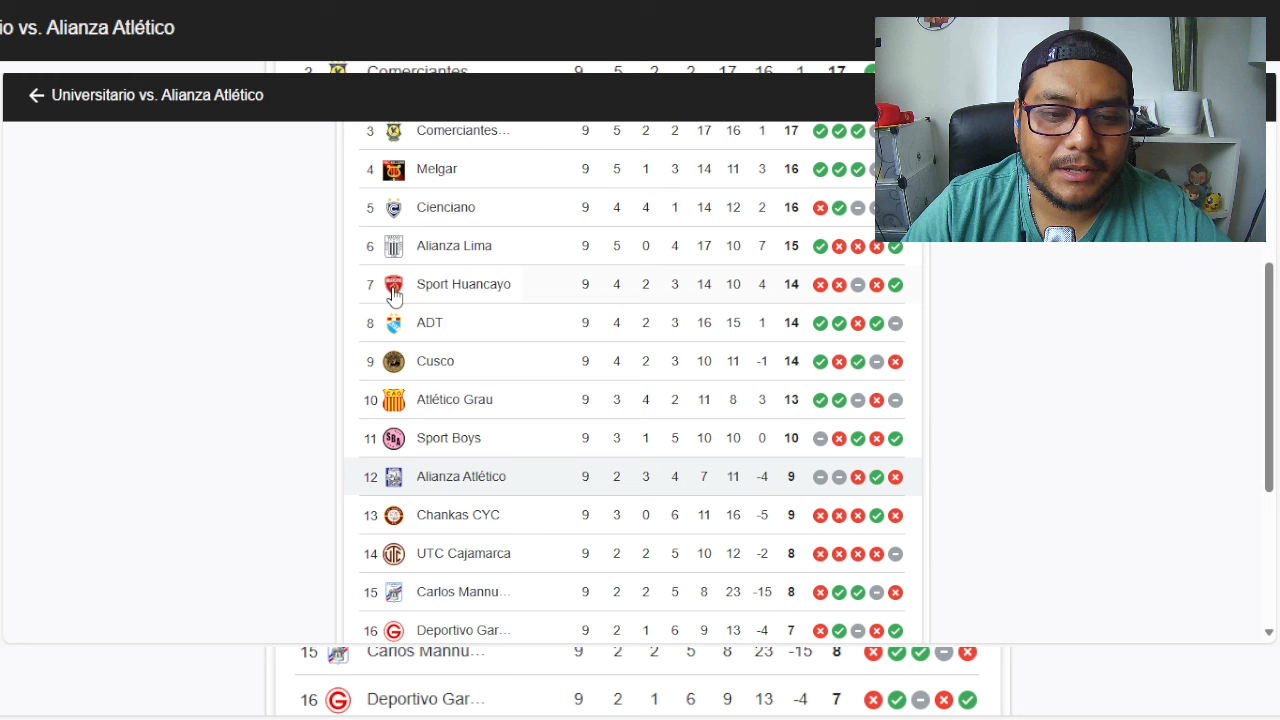 io vs. Alianza Atlético
Comerciantes 9 5 2 2 17 16 1 17
Universitario vs. Alianza Atlético
3 Comerciantes... 9 5 2 2 17 16 1 17
4 Melgar 9 5 1 3 14 11 3 16
5 Cienciano 9 4 4 1 14 12 2 16
6 Alianza Lima 9 5 0 4 17 10 7 15
7 Sport Huancayo 9 4 2 3 14 10 4 14
8 ADT 9 4 2 3 16 15 1 14
9 Cusco 9 4 2 3 10 11 -1 14
10 Atlético Grau 9 3 4 2 11 8 3 13
11 Sport Boys 9 3 1 5 10 10 0 10
12 Alianza Atlético 9 2 3 4 7 11 -4 9
13 Chankas CYC 9 3 0 6 11 16 -5 9
14 UTC Cajamarca 9 2 2 5 10 12 -2 8
15 Carlos Mannu... 9 2 2 5 8 23 -15 8
16 Deportivo Gar... 9 2 1 6 9 13 -4 7
15 Carlos Mannu... 9 2 2 5 8 23 -15 8
16 Deportivo Gar... 9 2 1 6 9 13 -4 7